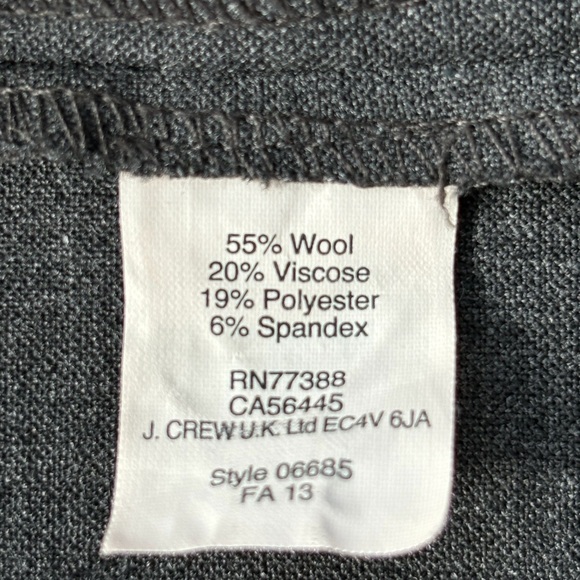 55% Wool
20% Viscose
19% Polyester
6% Spandex
RN77388
CA56445
J. CREW U.K. Ltd EC4V 6JA
Style 06685
FA 13